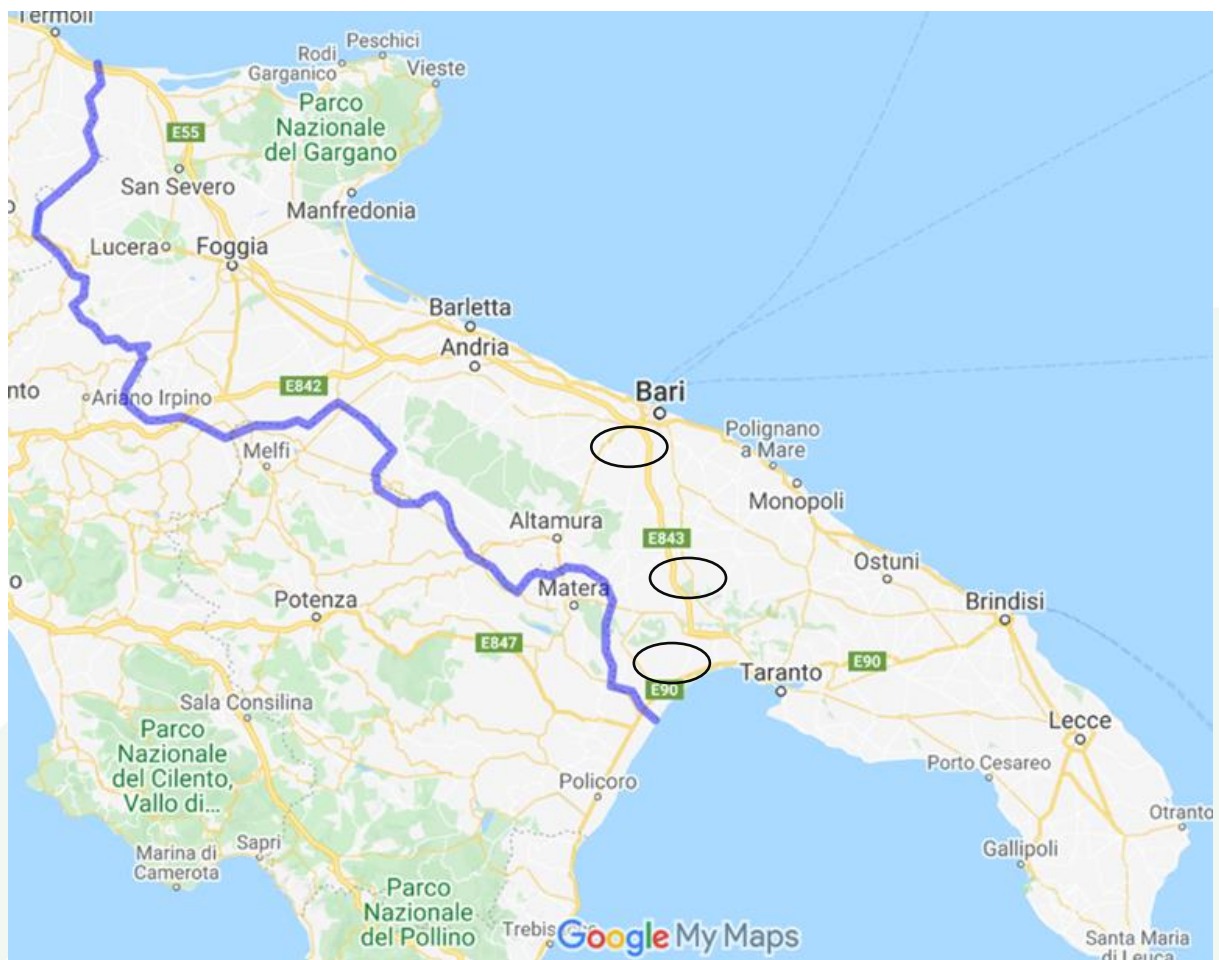 Termoli
Peschici
Rodi
Garganico
Vieste
Parco
Nazionale
del Gargano
E55
San Severo
Manfredonia
Lucera
Foggia
Barletta
Andria
Bari
E842
nto
Ariano Irpino
Melfi
Polignano
a Mare
Monopoli
Altamura
E843
Ostuni
Matera
Potenza
Brindisi
E847
Taranto
E90
E90
Sala Consilina
Lecce
Parco
Nazionale
del Cilento,
Vallo di...
Porto Cesareo
Policoro
Otranto
Marina di
Camerota
Sapri
Gallipoli
Parco
Nazionale
del Pollino
Google My Maps
Santa Maria
di Leuca